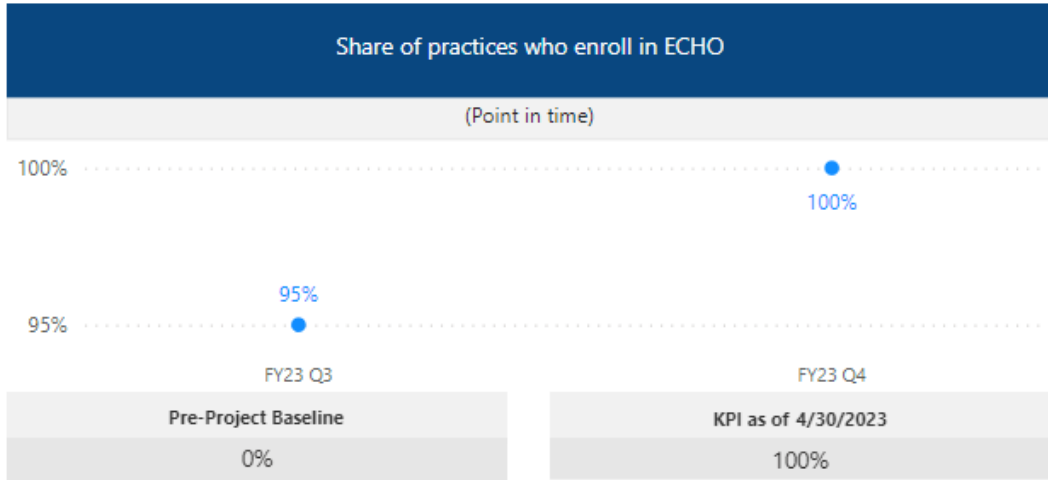 Share of practices who enroll in ECHO
(Point in time)
100%
100%
95%
95%
FY23 Q3 FY23 Q4
Pre-Project Baseline KPI as of 4/30/2023
0% 100%